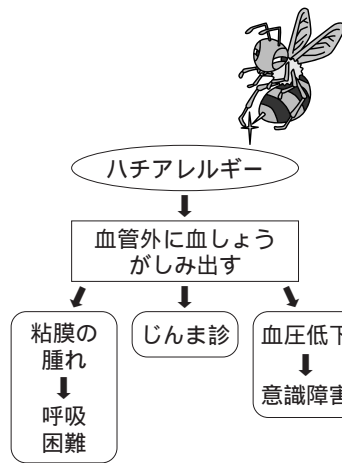 ハチアレルギー
血管外に血しょう
がしみ出す
粘膜の
腫れ
呼吸
困難
じんま診
血圧低下
意識障害